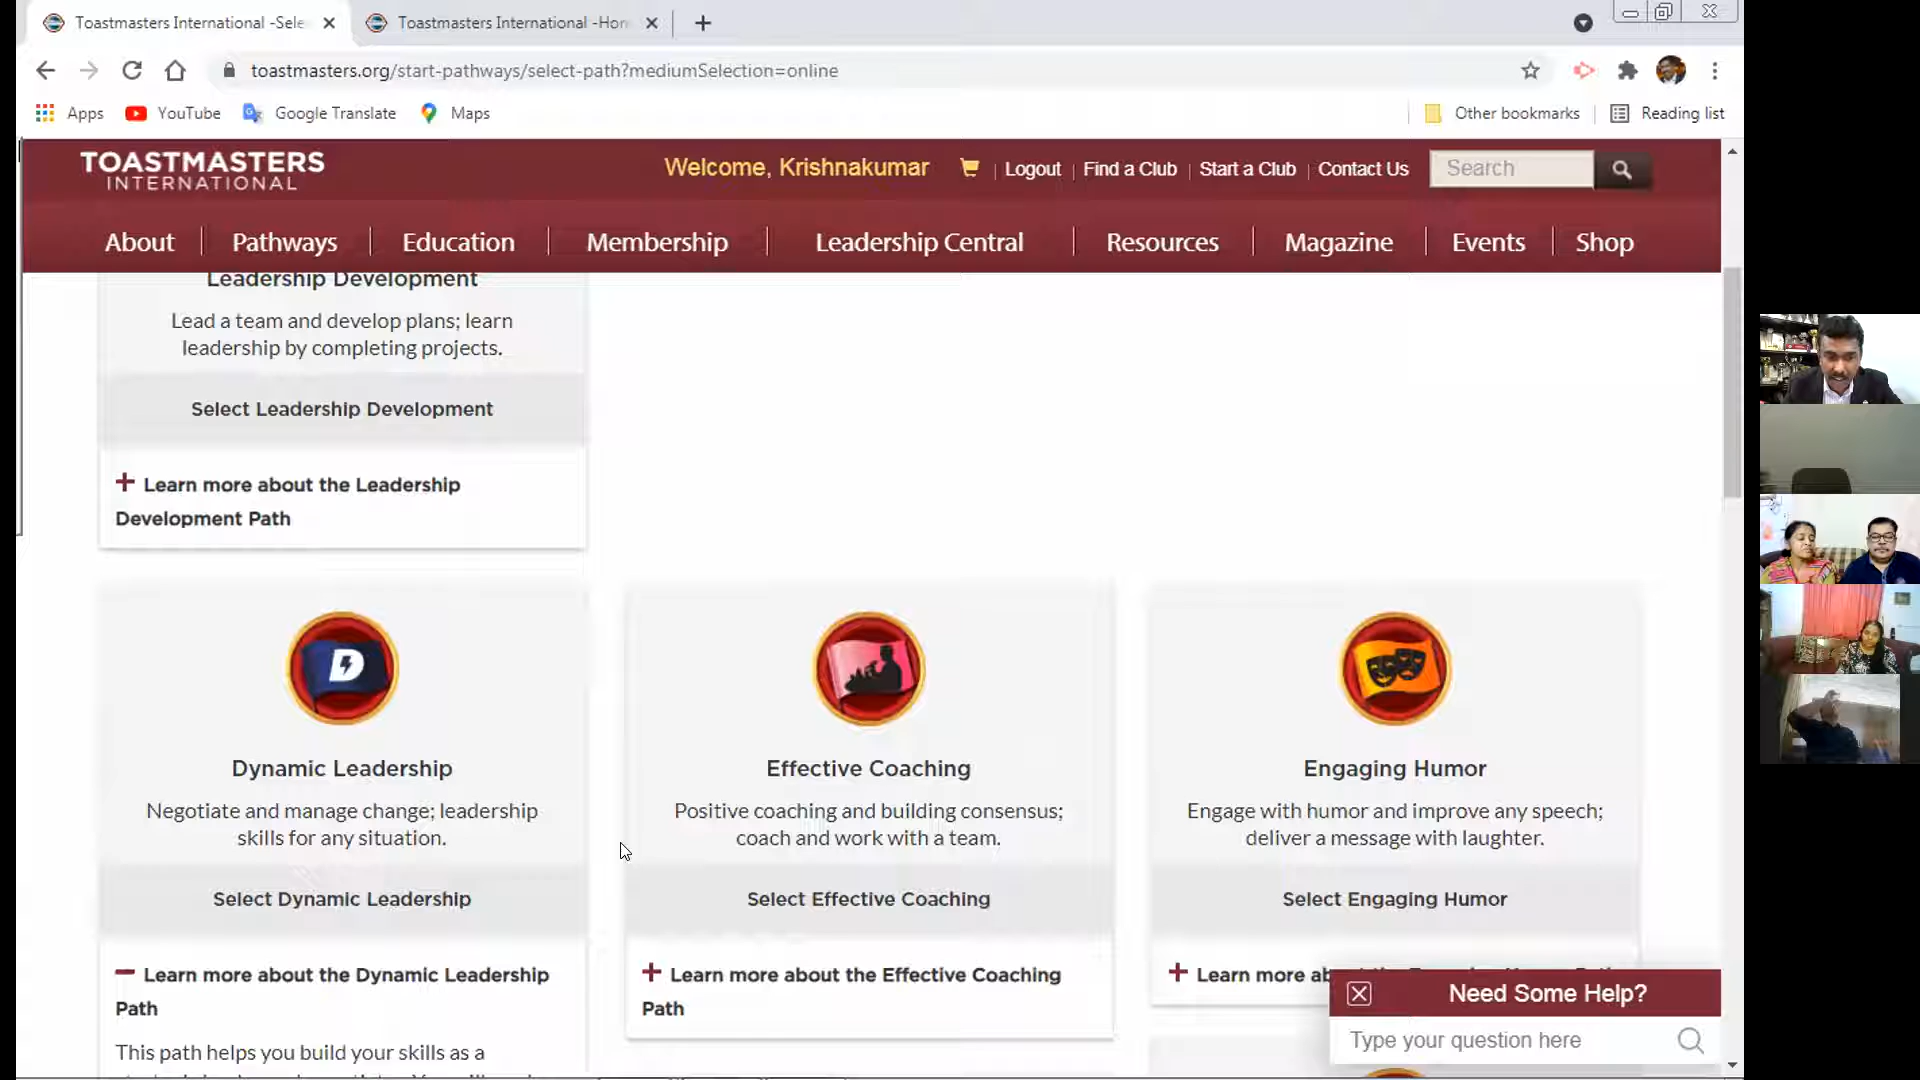 Toastmasters International -Sele
Toastmasters International -Hom
toastmasters.org/start-pathways/select-path?mediumSelection=online
Apps
YouTube
Google Translate
Maps
Other bookmarks
Reading list
TOASTMASTERS
INTERNATIONAL
Welcome, Krishnakumar
Logout
Find a Club
Start a Club
Contact Us
Search
About
Pathways
Education
Membership
Leadership Central
Resources
Magazine
Events
Shop
Leadership Development
Lead a team and develop plans; learn
leadership by completing projects.
Select Leadership Development
+ Learn more about the Leadership
Development Path
D
Dynamic Leadership
Negotiate and manage change; leadership
skills for any situation.
Select Dynamic Leadership
− Learn more about the Dynamic Leadership
Path
This path helps you build your skills as a
Effective Coaching
Positive coaching and building consensus;
coach and work with a team.
Select Effective Coaching
+ Learn more about the Effective Coaching
Path
Engaging Humor
Engage with humor and improve any speech;
deliver a message with laughter.
Select Engaging Humor
+ Learn more ab
Need Some Help?
Type your question here